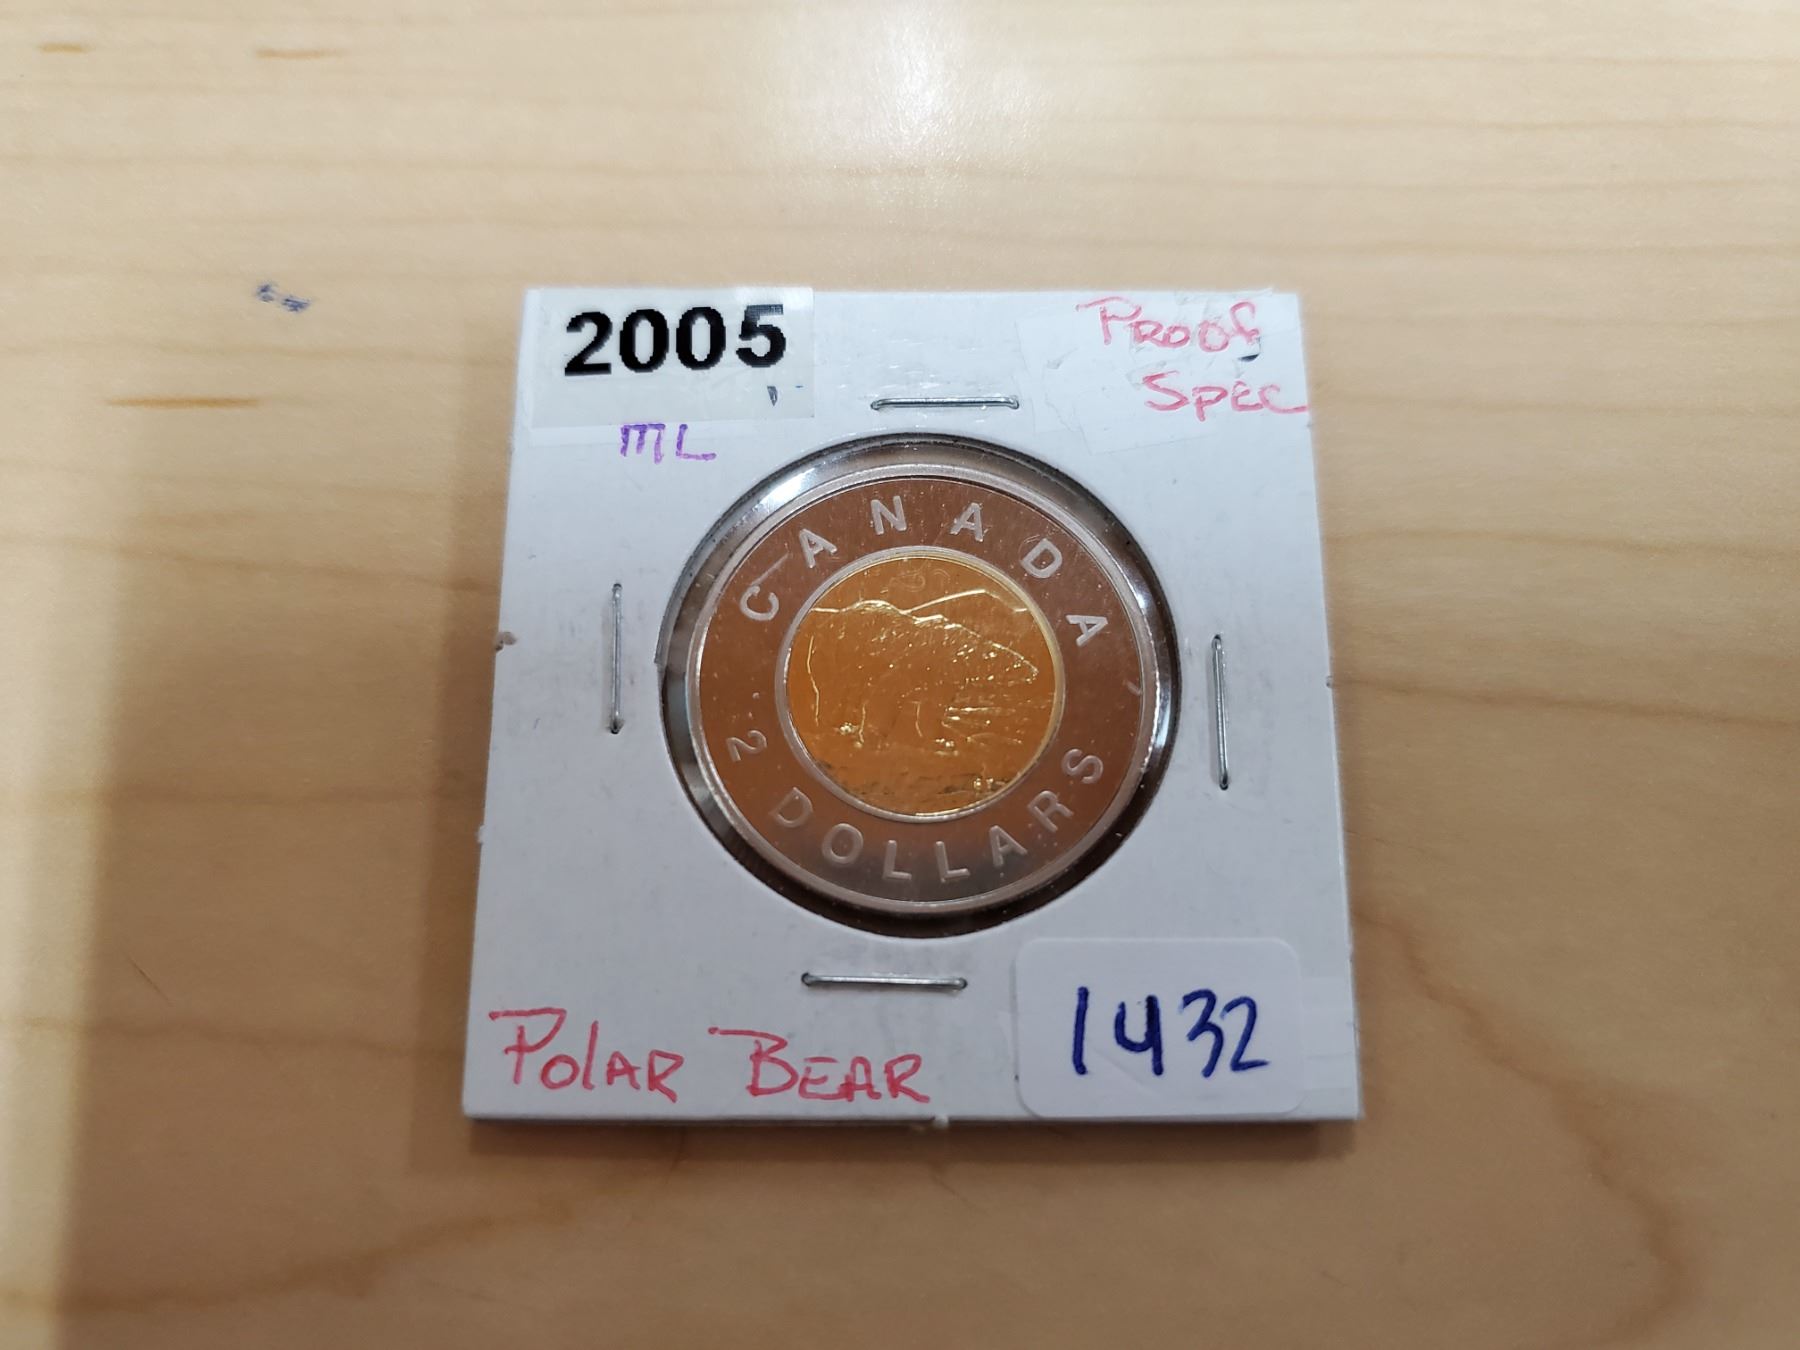 2005
PROOF
SPEC
ML
CANADA
2 DOLLARS
POLAR BEAR
1432